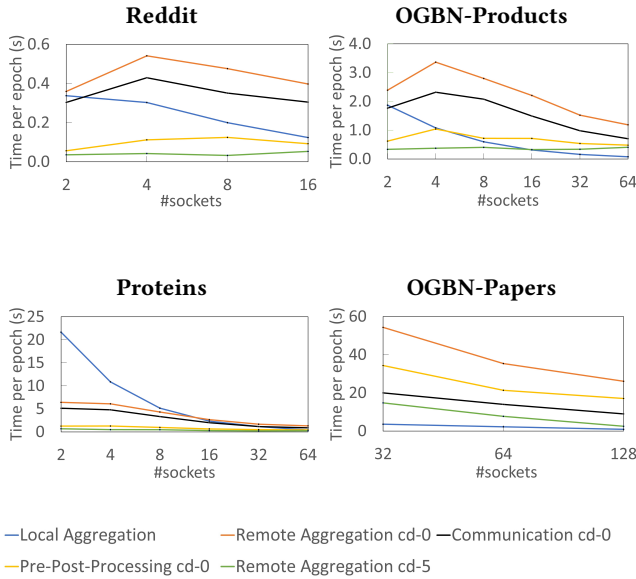 Reddit
OGBN-Products
Time per epoch (s)
0.6
0.4
0.2
0.0
2 4 8 16
#sockets
Time per epoch (s)
4.0
3.0
2.0
1.0
0.0
2 4 8 16 32 64
#sockets
Proteins
OGBN-Papers
Time per epoch (s)
25
20
15
10
5
0
2 4 8 16 32 64
#sockets
Time per epoch (s)
60
40
20
0
32 64 128
#sockets
Local Aggregation Remote Aggregation cd-0 Communication cd-0
Pre-Post-Processing cd-0 Remote Aggregation cd-5